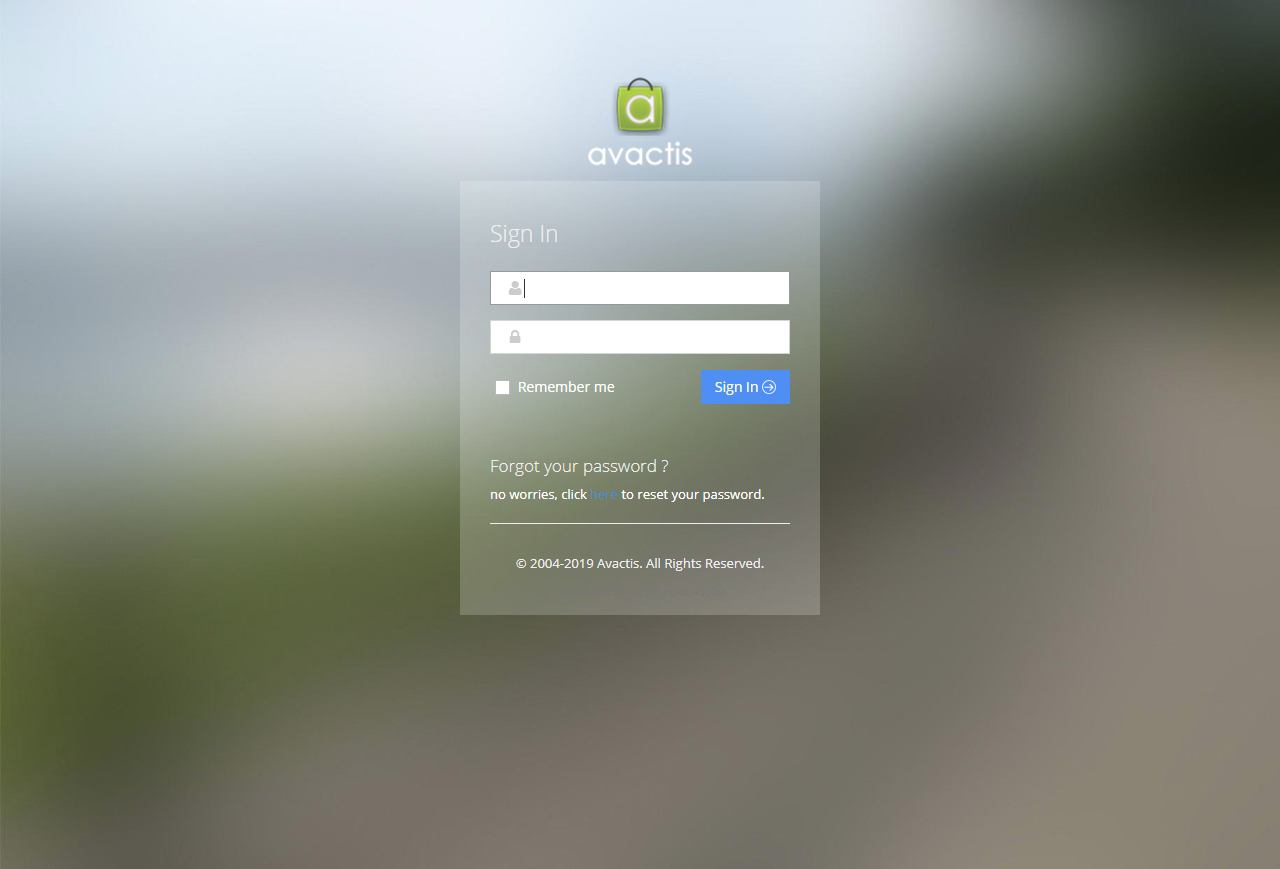 a
avactis
Sign In
Remember me
Sign In
Forgot your password ?
no worries, click here to reset your password.
© 2004-2019 Avactis. All Rights Reserved.